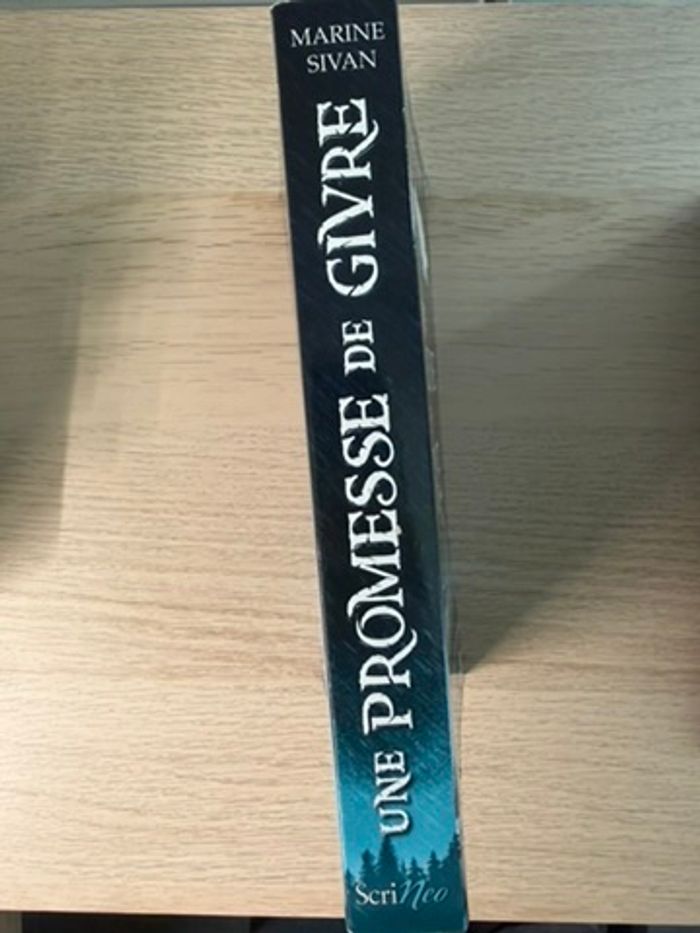 MARINE
SIVAN
UNE PROMESSE DE GIVRE
ScriNeo